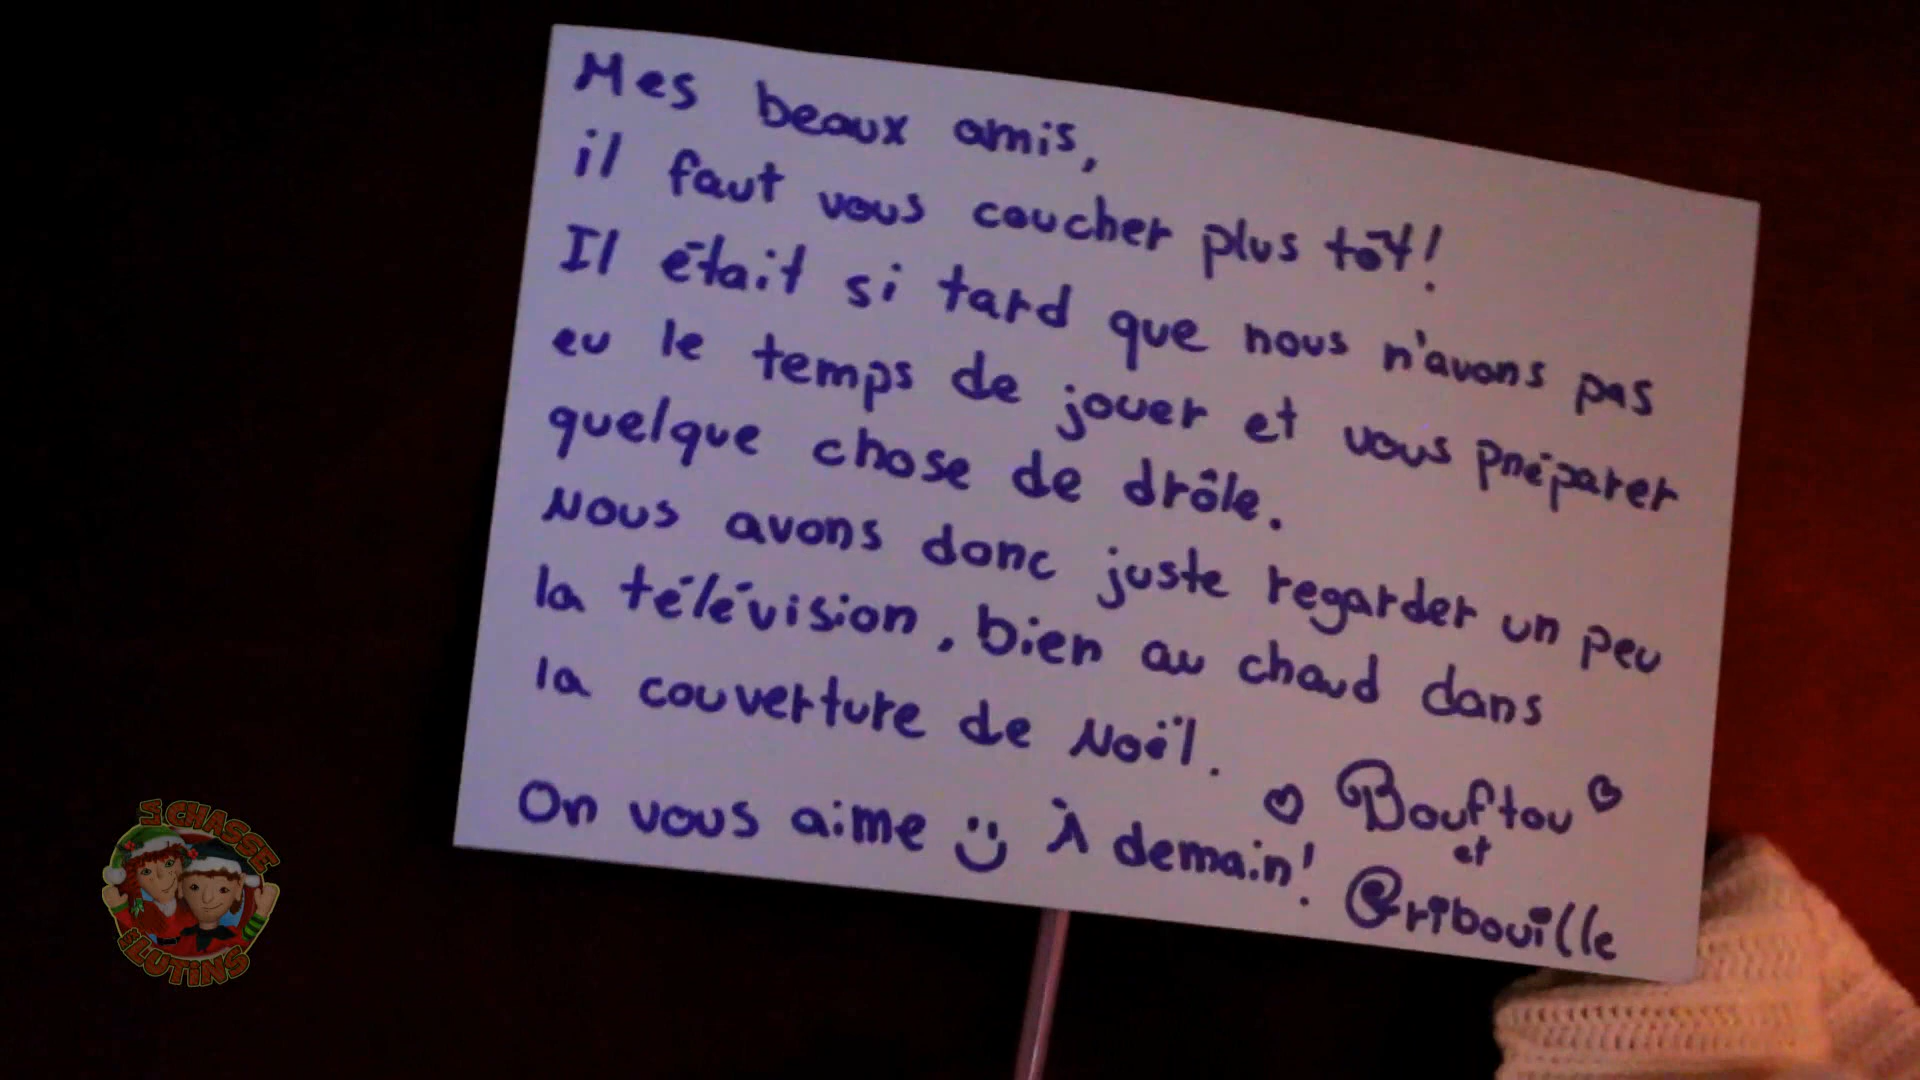 Mes beaux amis,
il faut vous coucher plus tôt!
Il était si tard que nous n'avons pas
eu le temps de jouer et vous préparer
quelque chose de drôle.
Nous avons donc juste regarder un peu
la télévision, bien au chaud dans
la couverture de Noël.
On vous aime À demain!
♡ Bouftou ♡
et
Gribouille
CHASSE
LUTiNS